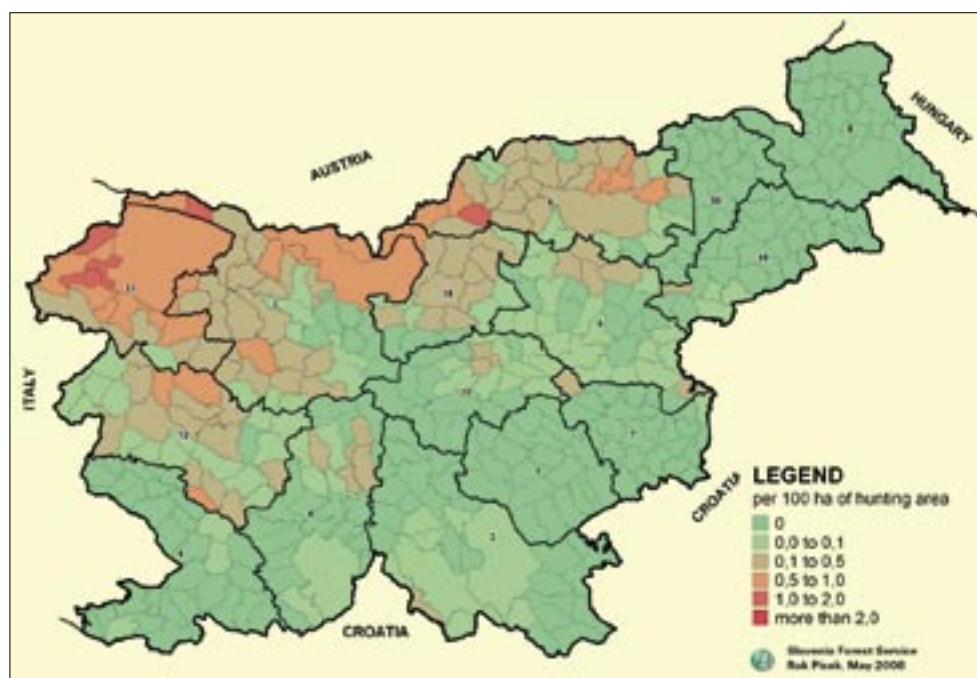 AUSTRIA
HUNGARY
ITALY
CROATIA
CROATIA
LEGEND
per 100 ha of hunting area
0
0,0 to 0,1
0,1 to 0,5
0,5 to 1,0
1,0 to 2,0
more than 2,0
Slovenia Forest Service
Rok Pisek, May 2008